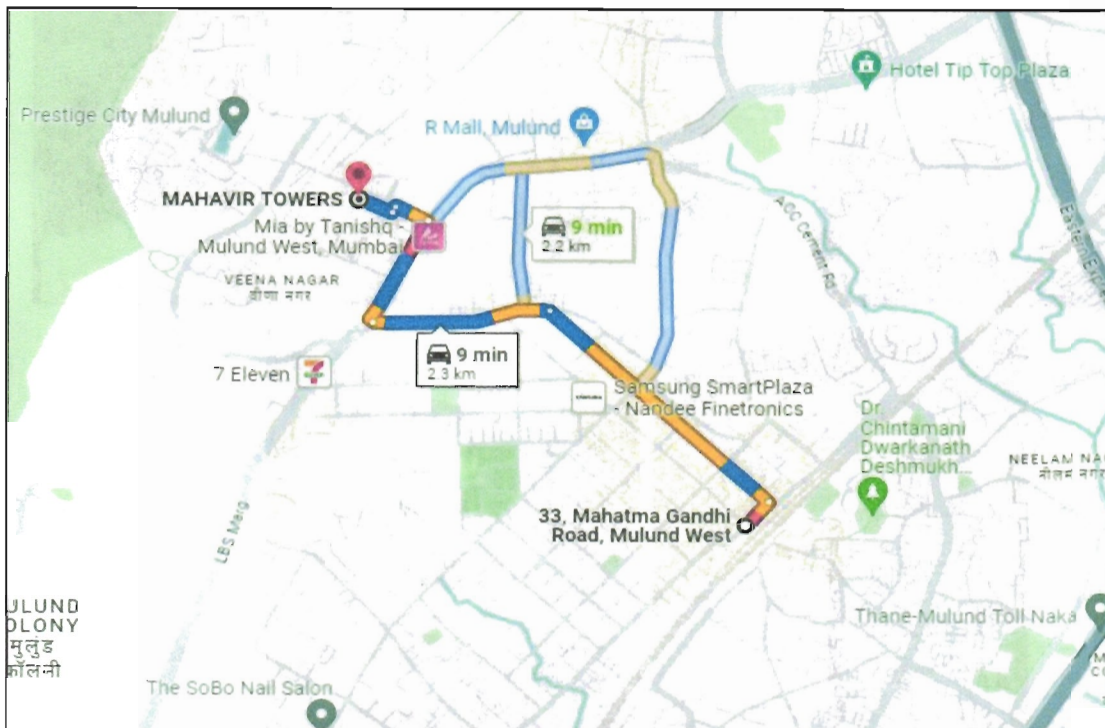 Hotel Tip Top Plaza
Prestige City Mulund
R Mall, Mulund
MAHAVIR TOWERS
Mia by Tanishq -
Mulund West, Mumbai
9 min
2.2 km
ACC Cement Rd
VEENA NAGAR
वीणा नगर
9 min
2.3 km
7 Eleven
Samsung SmartPlaza
- Nandee Finetronics
Dr.
Chintamani
Dwarkanath
Deshmukh...
NEELAM NA
नीलम नगर
33, Mahatma Gandhi
Road, Mulund West
LBS Marg
ULUND
OLONY
मुलुंड
कॉलनी
Thane-Mulund Toll Naka
The SoBo Nail Salon